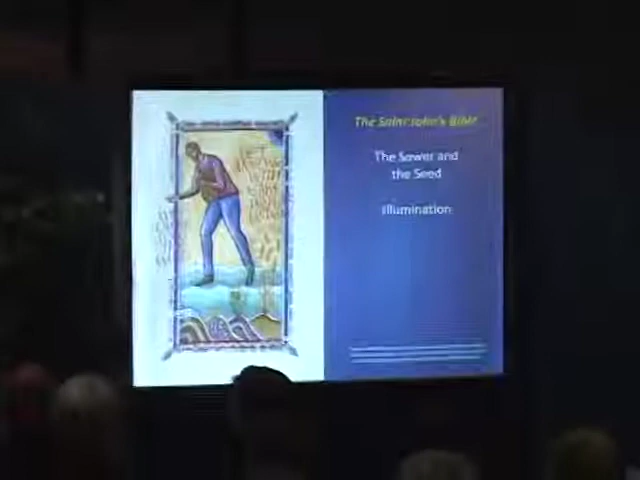 The Saint John's Bible
The Sower and
the Seed
Illumination